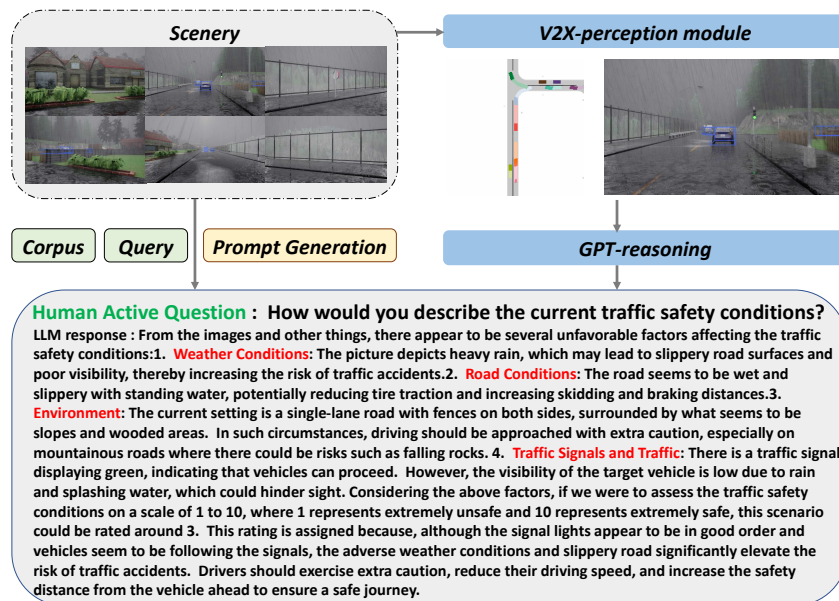 Scenery
V2X-perception module
Corpus
Query
Prompt Generation
GPT-reasoning
Human Active Question : How would you describe the current traffic safety conditions?
LLM response : From the images and other things, there appear to be several unfavorable factors affecting the traffic
safety conditions:1. Weather Conditions: The picture depicts heavy rain, which may lead to slippery road surfaces and
poor visibility, thereby increasing the risk of traffic accidents.2. Road Conditions: The road seems to be wet and
slippery with standing water, potentially reducing tire traction and increasing skidding and braking distances.3.
Environment: The current setting is a single-lane road with fences on both sides, surrounded by what seems to be
slopes and wooded areas. In such circumstances, driving should be approached with extra caution, especially on
mountainous roads where there could be risks such as falling rocks. 4. Traffic Signals and Traffic: There is a traffic signal
displaying green, indicating that vehicles can proceed. However, the visibility of the target vehicle is low due to rain
and splashing water, which could hinder sight. Considering the above factors, if we were to assess the traffic safety
conditions on a scale of 1 to 10, where 1 represents extremely unsafe and 10 represents extremely safe, this scenario
could be rated around 3. This rating is assigned because, although the signal lights appear to be in good order and
vehicles seem to be following the signals, the adverse weather conditions and slippery road significantly elevate the
risk of traffic accidents. Drivers should exercise extra caution, reduce their driving speed, and increase the safety
distance from the vehicle ahead to ensure a safe journey.